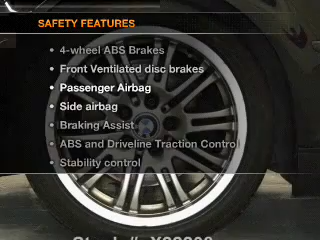 SAFETY FEATURES
• 4-wheel ABS Brakes
• Front Ventilated disc brakes
• Passenger Airbag
• Side airbag
• Braking Assist
• ABS and Driveline Traction Control
• Stability control